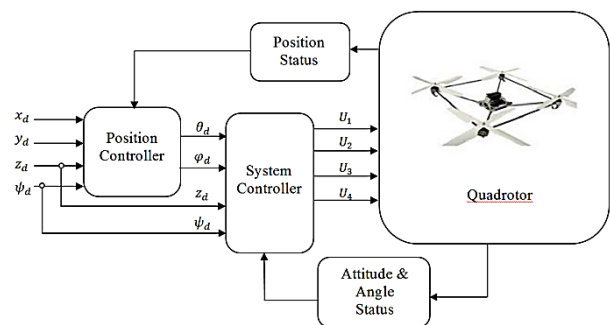 Position
Status
x_d
y_d
z_d
ψ_d
Position
Controller
θ_d
φ_d
z_d
ψ_d
System
Controller
U_1
U_2
U_3
U_4
Quadrotor
Attitude &
Angle
Status